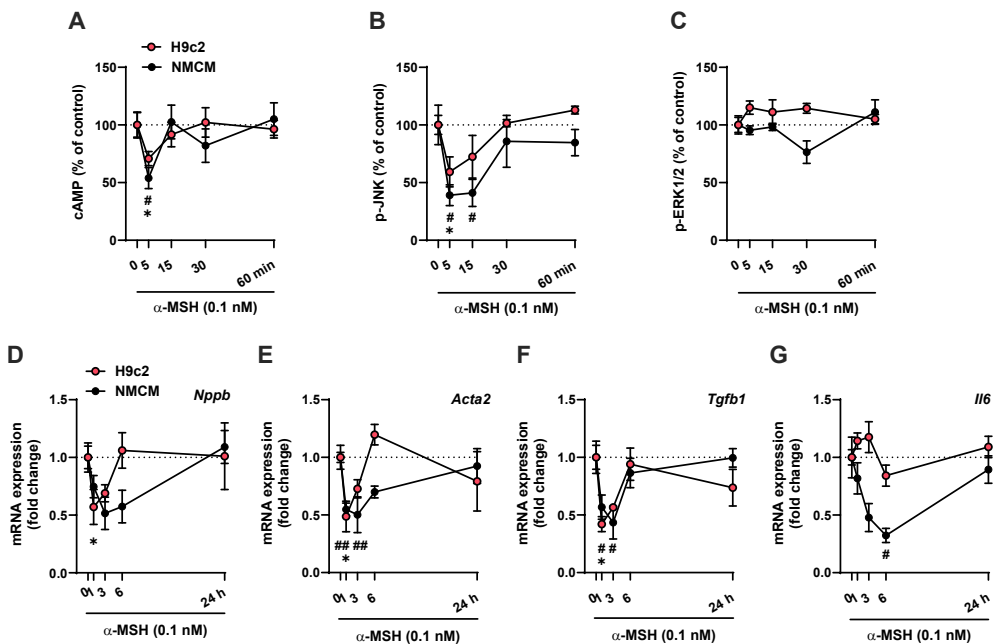 A
H9c2
NMCM
cAMP (% of control)
150
100
50
0
0 5 15 30 60 min
#
*
α-MSH (0.1 nM)
B
p-JNK (% of control)
150
100
50
0
0 5 15 30 60 min
# #
*
α-MSH (0.1 nM)
C
p-ERK1/2 (% of control)
150
100
50
0
0 5 15 30 60 min
α-MSH (0.1 nM)
D
H9c2
NMCM
Nppb
mRNA expression
(fold change)
1.5
1.0
0.5
0.0
0 1 3 6 24 h
*
α-MSH (0.1 nM)
E
Acta2
mRNA expression
(fold change)
1.5
1.0
0.5
0.0
0 1 3 6 24 h
## ##
*
α-MSH (0.1 nM)
F
Tgfb1
mRNA expression
(fold change)
1.5
1.0
0.5
0.0
0 1 3 6 24 h
# #
*
α-MSH (0.1 nM)
G
Il6
mRNA expression
(fold change)
1.5
1.0
0.5
0.0
0 1 3 6 24 h
#
α-MSH (0.1 nM)